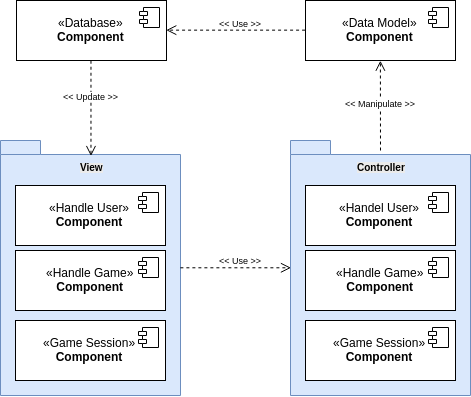 «Database»
Component
<< Use >>
«Data Model»
Component
<< Update >>
<< Manipulate >>
View
«Handle User»
Component
«Handle Game»
Component
«Game Session»
Component
<< Use >>
Controller
«Handel User»
Component
«Handle Game»
Component
«Game Session»
Component